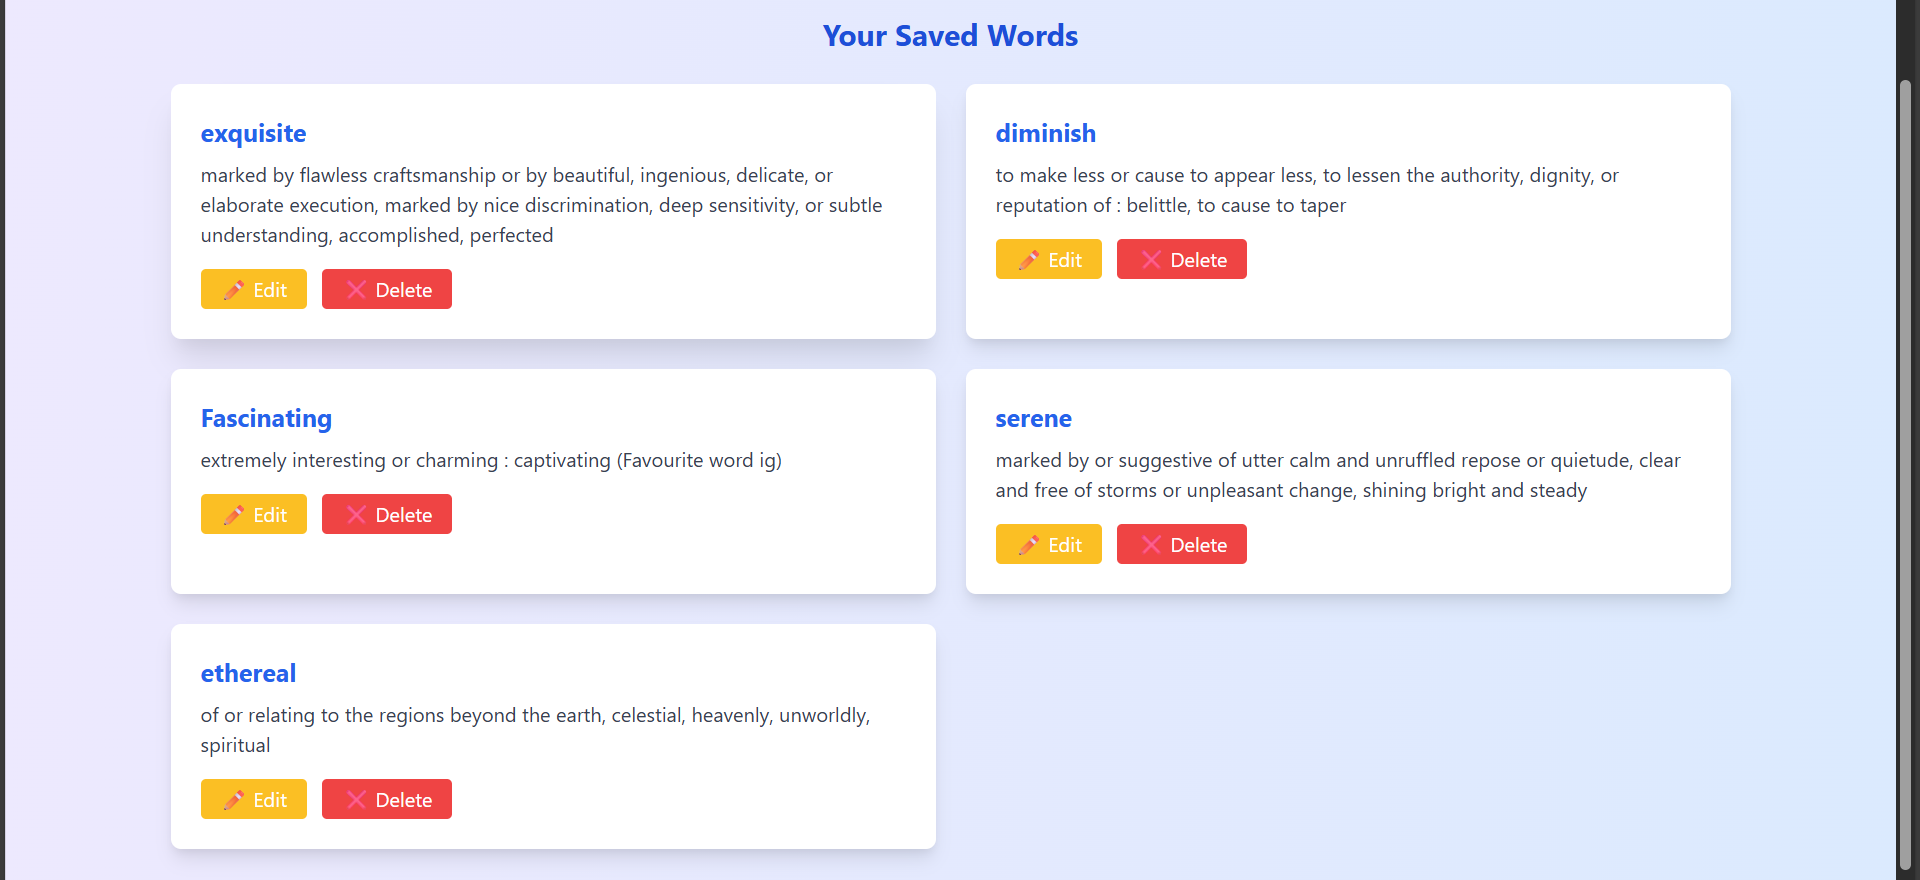 Your Saved Words
exquisite
marked by flawless craftsmanship or by beautiful, ingenious, delicate, or
elaborate execution, marked by nice discrimination, deep sensitivity, or subtle
understanding, accomplished, perfected
Edit
Delete
diminish
to make less or cause to appear less, to lessen the authority, dignity, or
reputation of : belittle, to cause to taper
Edit
Delete
Fascinating
extremely interesting or charming : captivating (Favourite word ig)
Edit
Delete
serene
marked by or suggestive of utter calm and unruffled repose or quietude, clear
and free of storms or unpleasant change, shining bright and steady
Edit
Delete
ethereal
of or relating to the regions beyond the earth, celestial, heavenly, unworldly,
spiritual
Edit
Delete